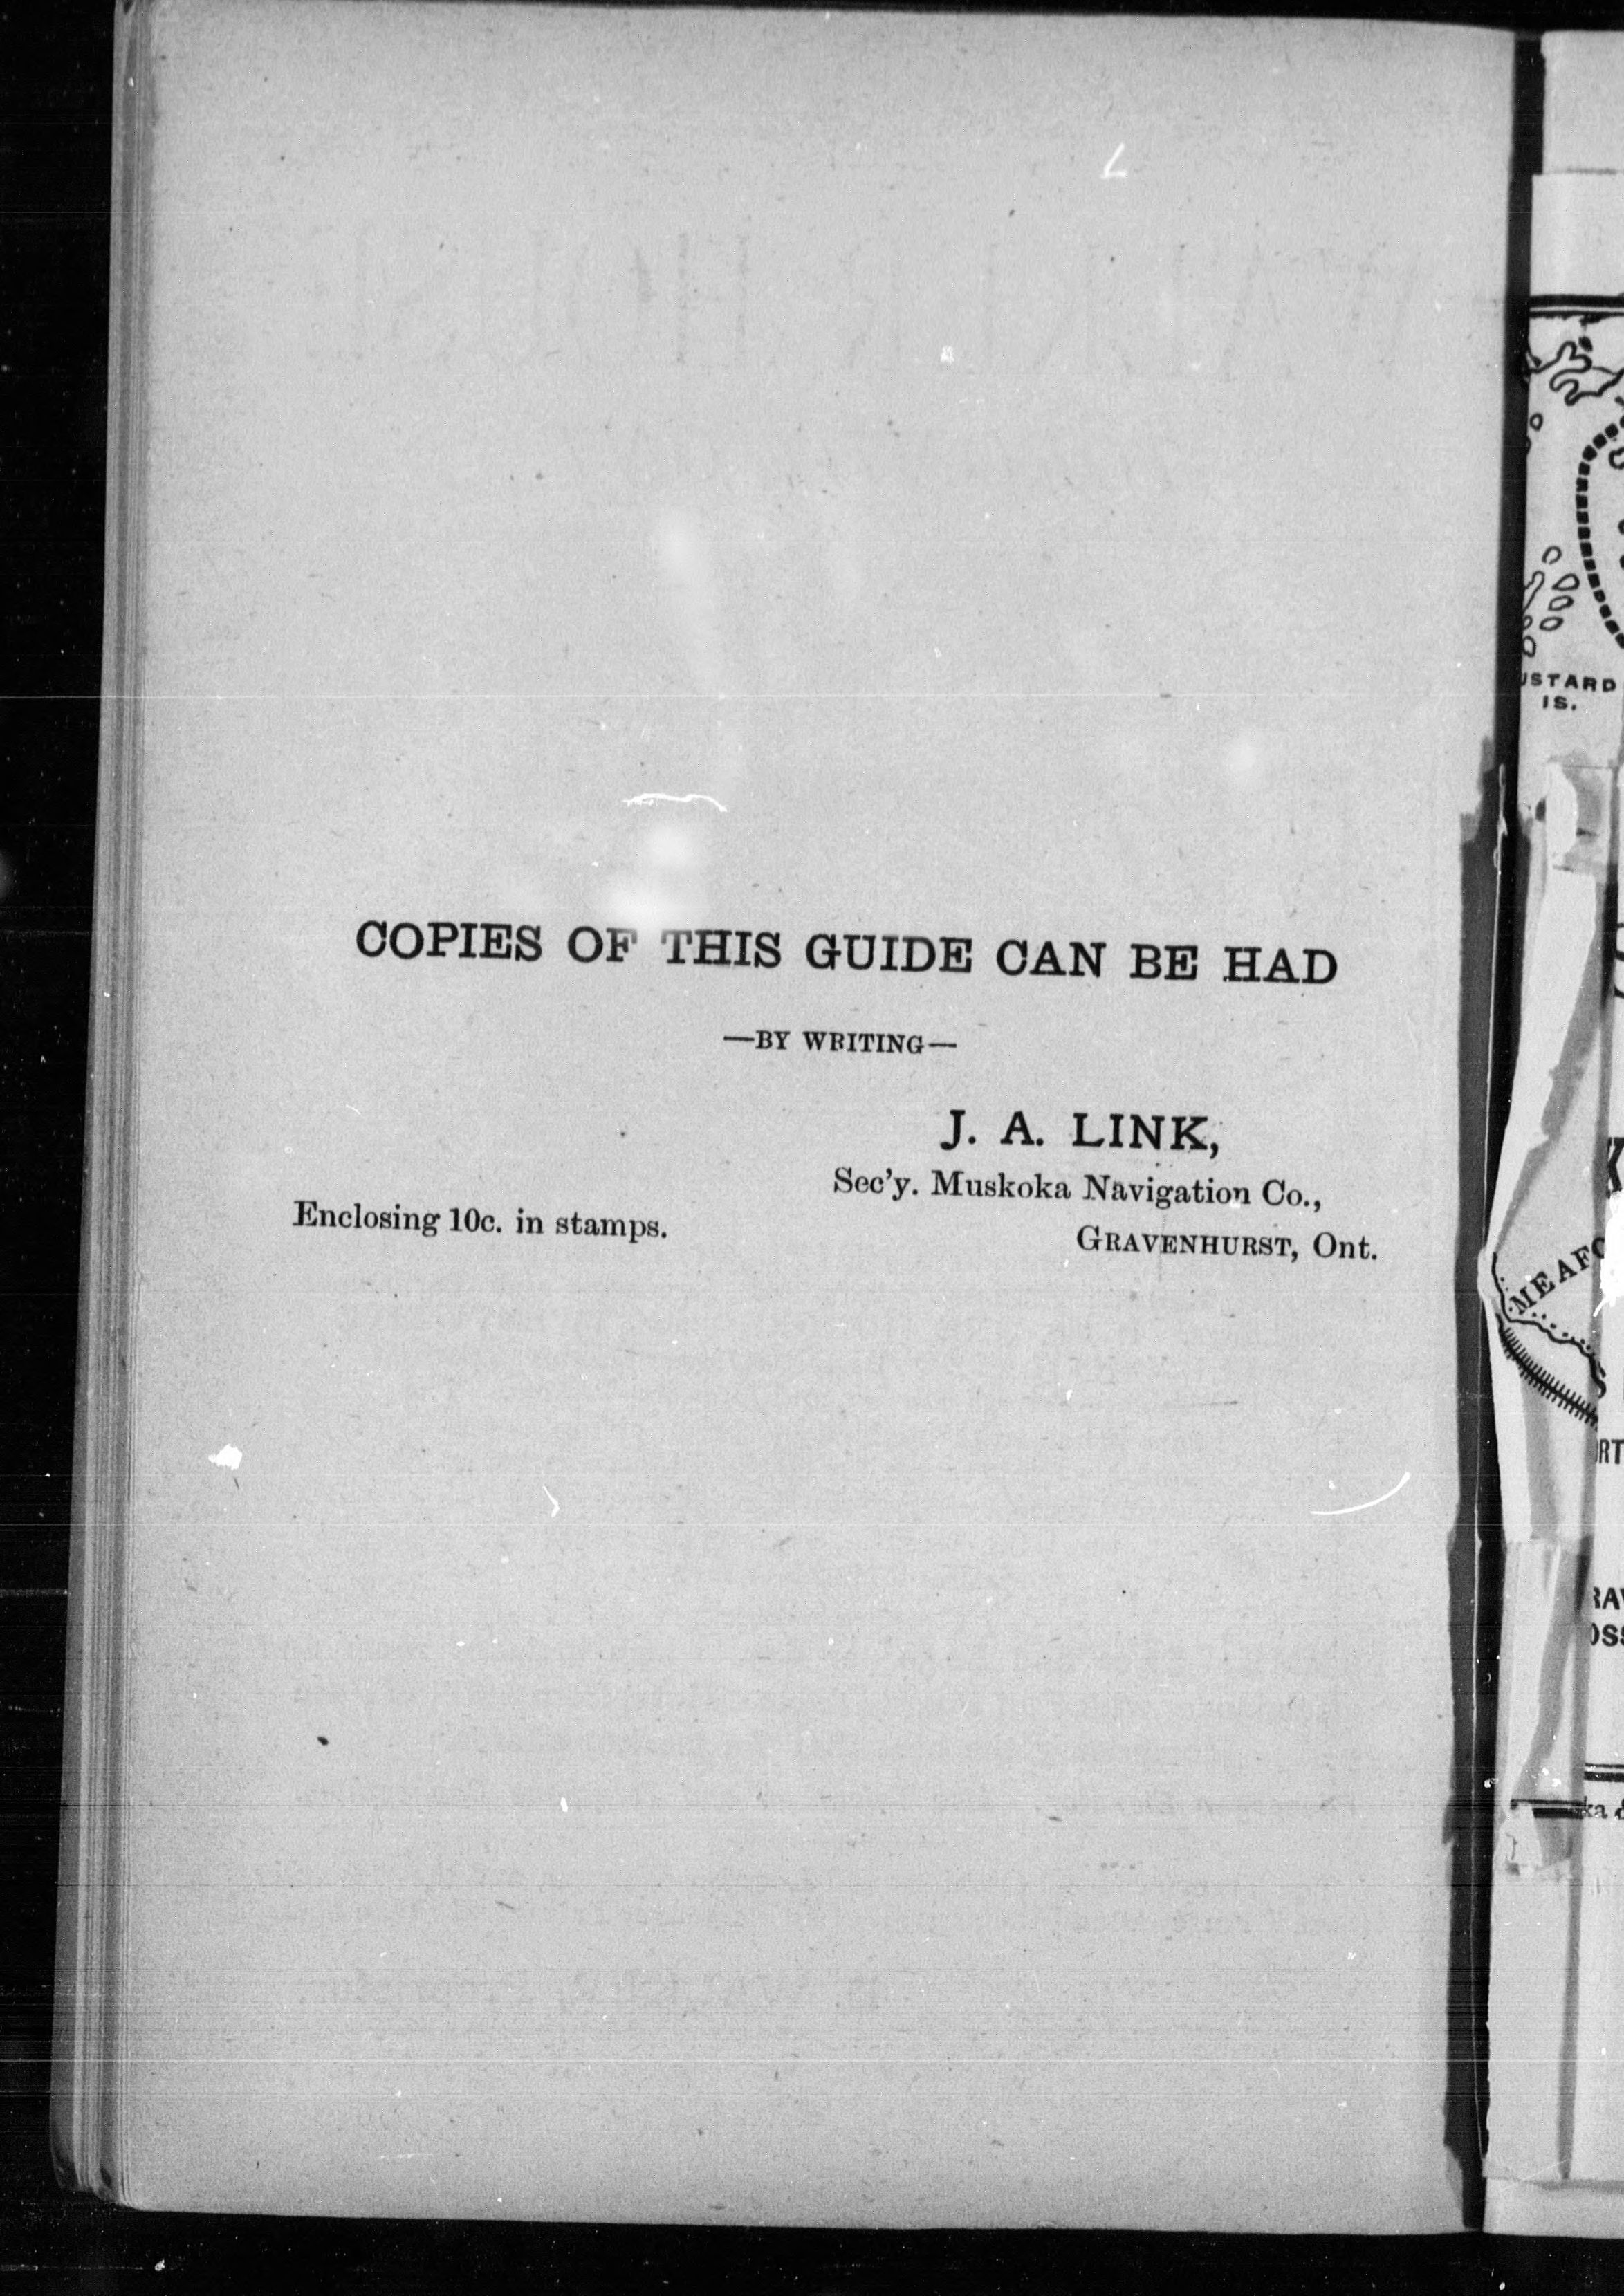 COPIES OF THIS GUIDE CAN BE HAD
—BY WRITING—
J. A. LINK,
Sec'y. Muskoka Navigation Co.,
Enclosing 10c. in stamps.
GRAVENHURST, Ont.
IS.